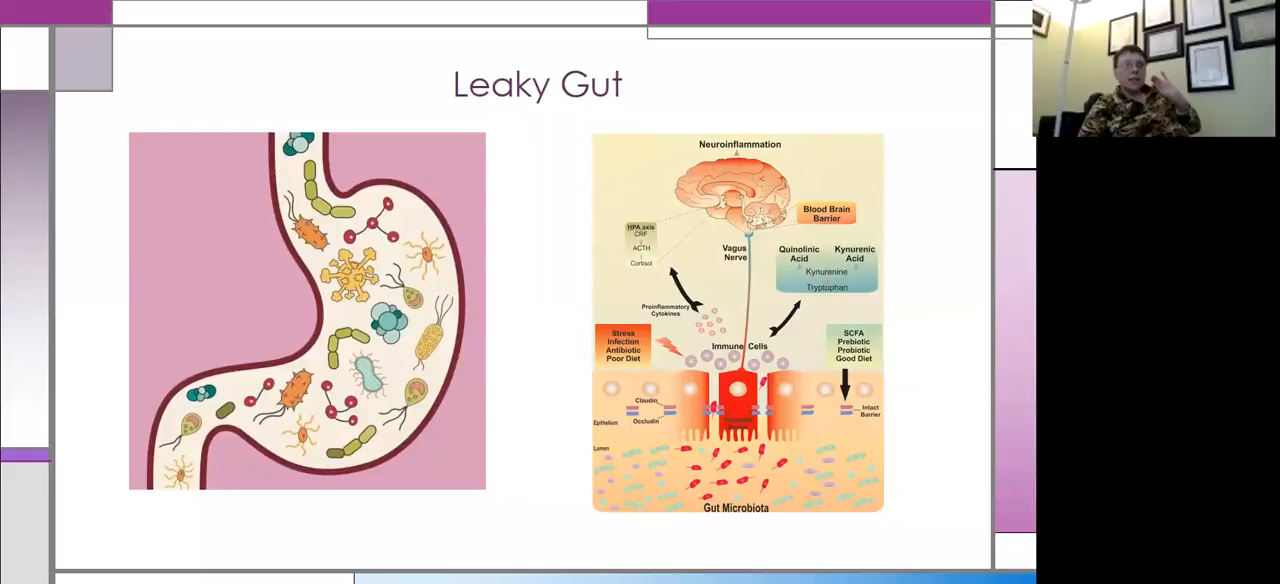 Leaky Gut
Neuroinflammation
Blood Brain
Barrier
HPA axis
CRF
ACTH
Cortisol
Vagus
Nerve
Quinolinic
Acid
Kynurenic
Acid
Kynurenine
Tryptophan
Proinflammatory
Cytokines
Stress
Infection
Antibiotic
Poor Diet
Immune Cells
SCFA
Prebiotic
Probiotic
Good Diet
Claudin
Occludin
Intact
Barrier
Epithelium
Lumen
Gut Microbiota